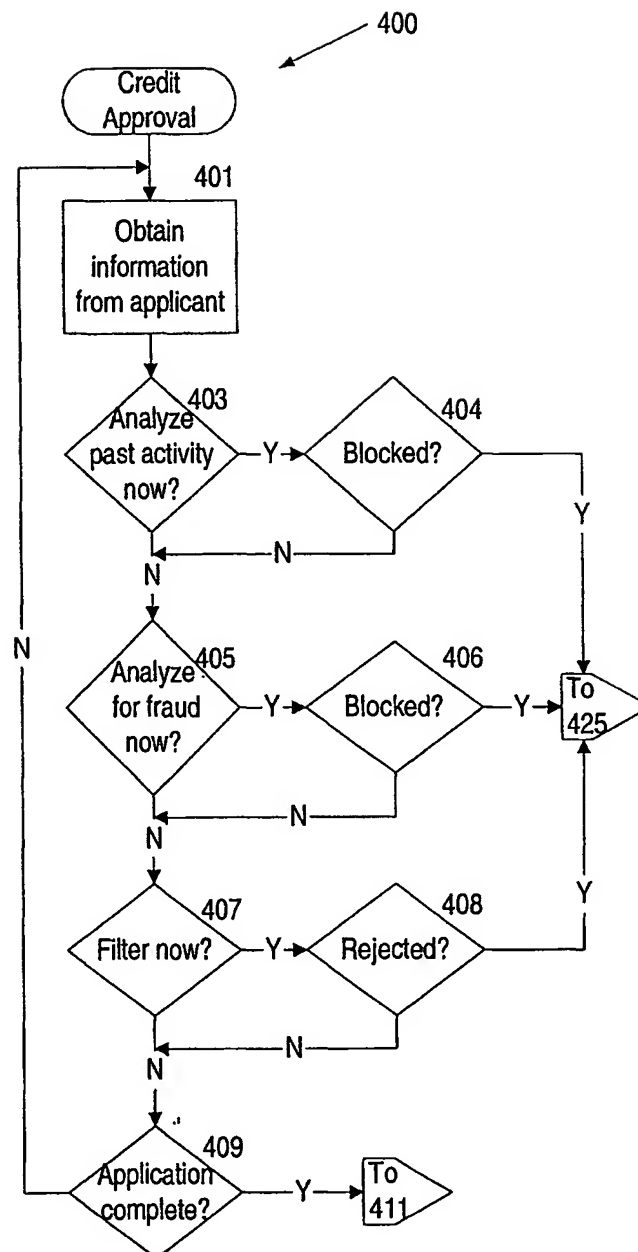 400
Credit
Approval
401
Obtain
information
from applicant
403
Analyze
past activity
now?
Y
404
Blocked?
Y
N
N
N
405
Analyze
for fraud
now?
Y
406
Blocked?
Y
To
425
N
N
Y
407
Filter now?
Y
408
Rejected?
N
N
409
Application
complete?
Y
To
411